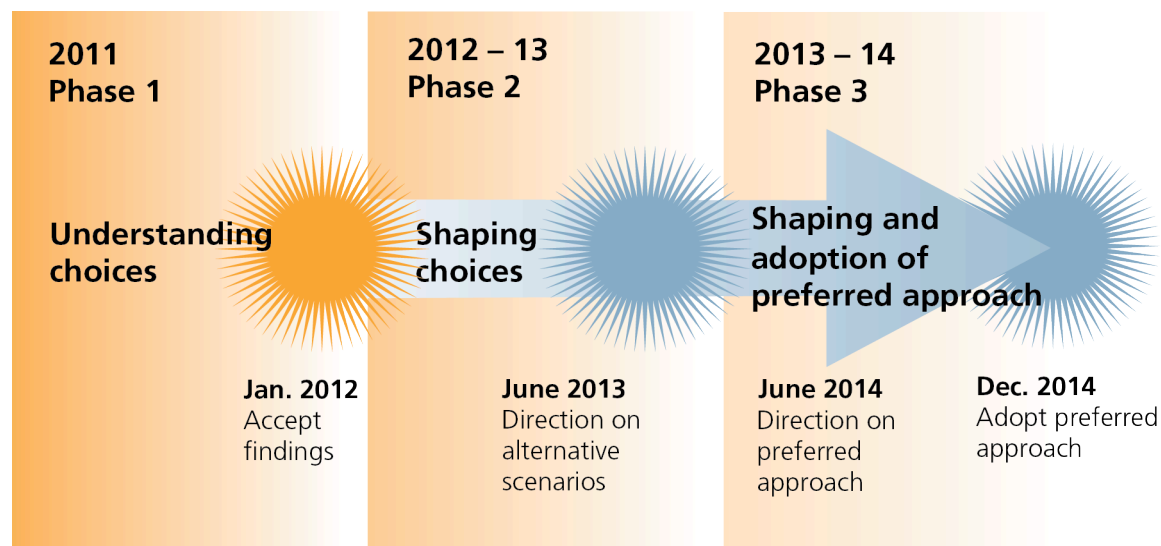 2011
Phase 1
2012 – 13
Phase 2
2013 – 14
Phase 3
Understanding
choices
Shaping
choices
Shaping and
adoption of
preferred approach
Jan. 2012
Accept
findings
June 2013
Direction on
alternative
scenarios
June 2014
Direction on
preferred
approach
Dec. 2014
Adopt preferred
approach